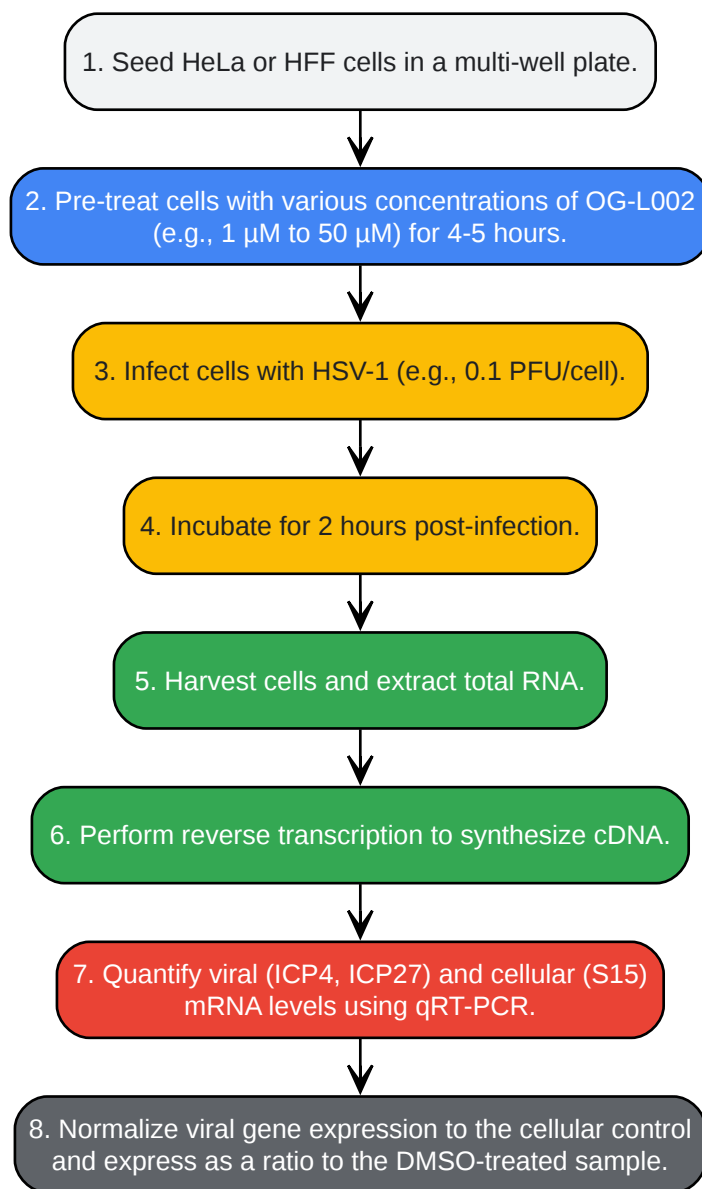 1. Seed HeLa or HFF cells in a multi-well plate.
2. Pre-treat cells with various concentrations of OG-L002
(e.g., 1 µM to 50 µM) for 4-5 hours.
3. Infect cells with HSV-1 (e.g., 0.1 PFU/cell).
4. Incubate for 2 hours post-infection.
5. Harvest cells and extract total RNA.
6. Perform reverse transcription to synthesize cDNA.
7. Quantify viral (ICP4, ICP27) and cellular (S15)
mRNA levels using qRT-PCR.
8. Normalize viral gene expression to the cellular control
and express as a ratio to the DMSO-treated sample.